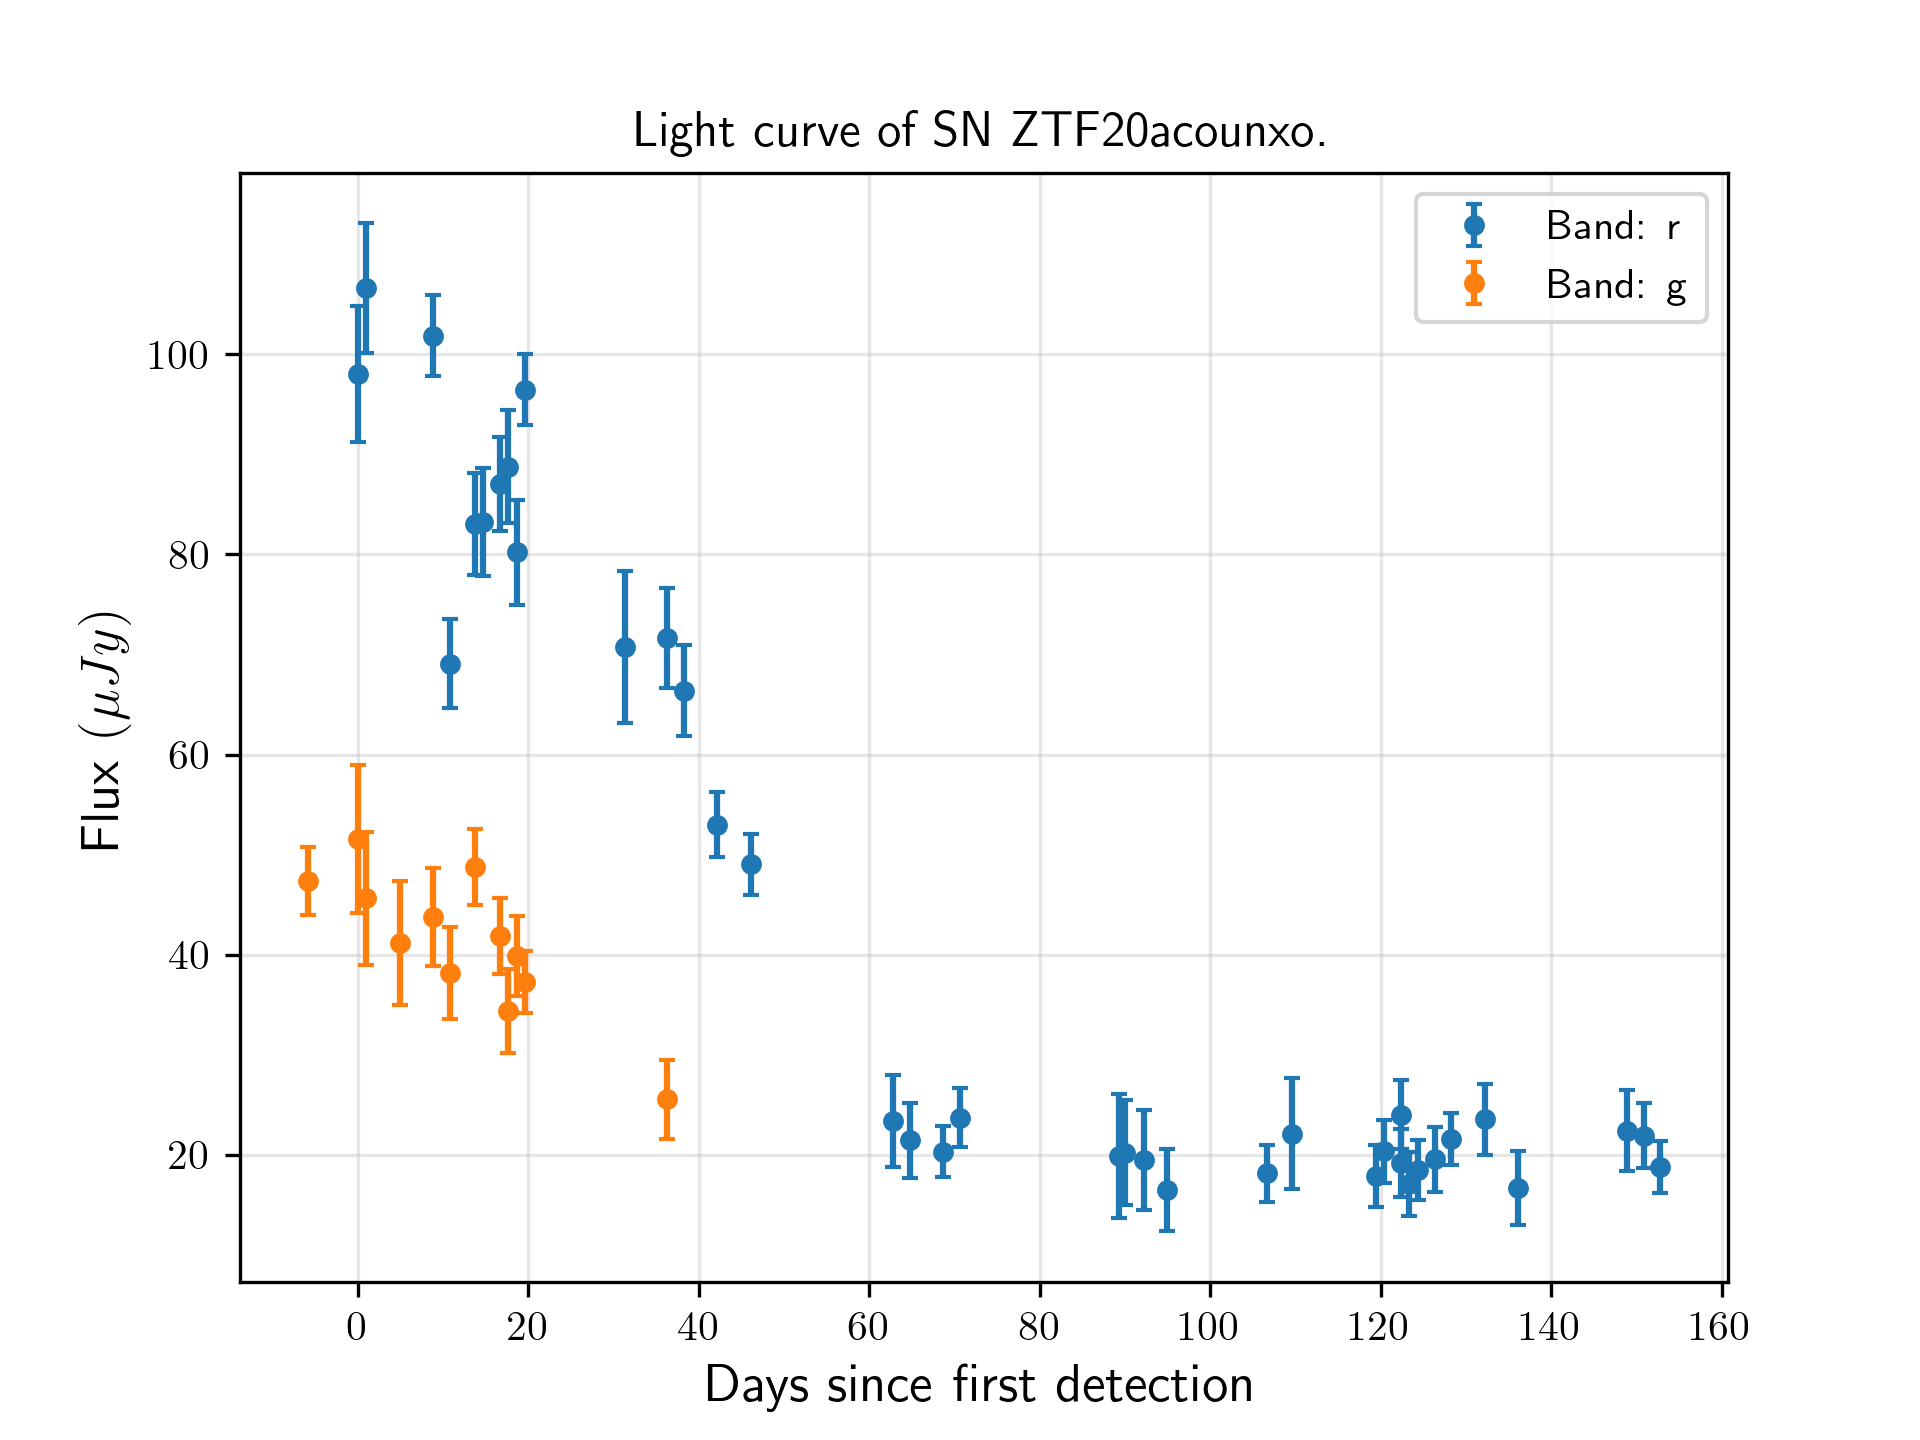 Light curve of SN ZTF20acounxo.
Band: r
Band: g
100
80
60
40
20
Flux (μJy)
0 20 40 60 80 100 120 140 160
Days since first detection